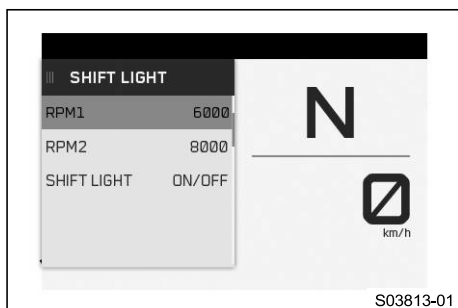 SHIFT LIGHT
RPM1 6000
RPM2 8000
SHIFT LIGHT ON/OFF
N
0
km/h
S03813-01